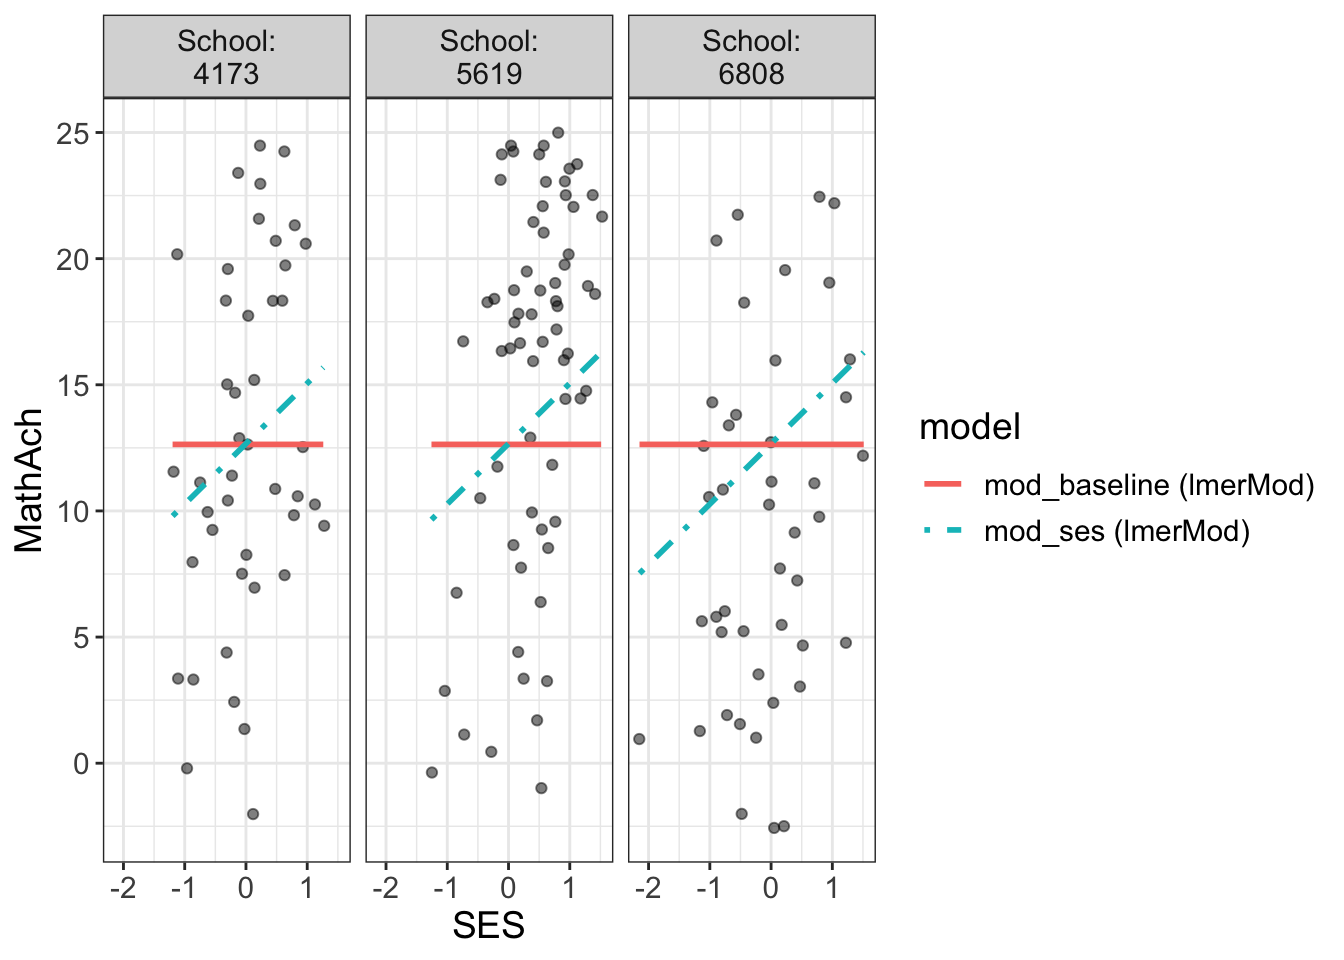 School:
4173
School:
5619
School:
6808
MathAch
25
20
15
10
5
0
-2 -1 0 1
-2 -1 0 1
-2 -1 0 1
SES
model
mod_baseline (lmerMod)
mod_ses (lmerMod)